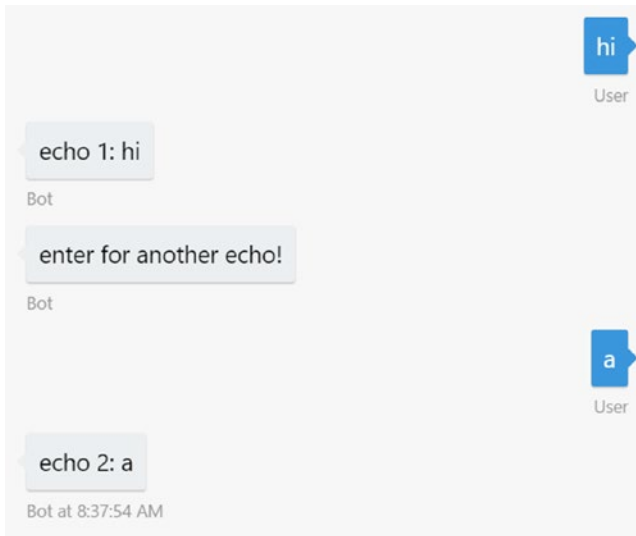 hi
User
echo 1: hi
Bot
enter for another echo!
Bot
a
User
echo 2: a
Bot at 8:37:54 AM